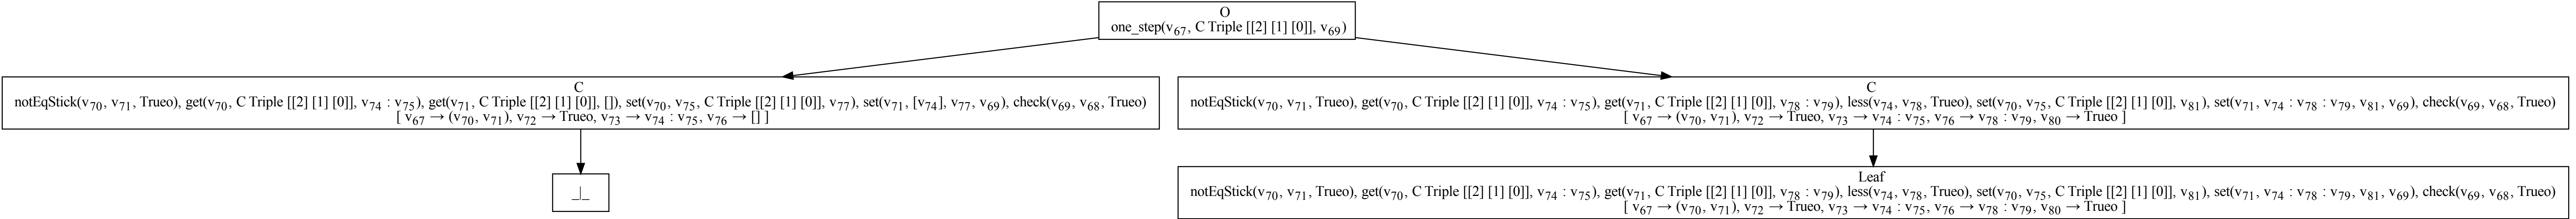 O
one_step(v67, C Triple [[2] [1] [0]], v69)
C
notEqStick(v70, v71, Trueo), get(v70, C Triple [[2] [1] [0]], v74 : v75), get(v71, C Triple [[2] [1] [0]], []), set(v70, v75, C Triple [[2] [1] [0]], v77), set(v71, [v74], v77, v69), check(v69, v68, Trueo)
[ v67 → (v70, v71), v72 → Trueo, v73 → v74 : v75, v76 → [] ]
C
notEqStick(v70, v71, Trueo), get(v70, C Triple [[2] [1] [0]], v74 : v75), get(v71, C Triple [[2] [1] [0]], v78 : v79), less(v74, v78, Trueo), set(v70, v75, C Triple [[2] [1] [0]], v81), set(v71, v74 : v78 : v79, v81, v69), check(v69, v68, Trueo)
[ v67 → (v70, v71), v72 → Trueo, v73 → v74 : v75, v76 → v78 : v79, v80 → Trueo ]
_|_
Leaf
notEqStick(v70, v71, Trueo), get(v70, C Triple [[2] [1] [0]], v74 : v75), get(v71, C Triple [[2] [1] [0]], v78 : v79), less(v74, v78, Trueo), set(v70, v75, C Triple [[2] [1] [0]], v81), set(v71, v74 : v78 : v79, v81, v69), check(v69, v68, Trueo)
[ v67 → (v70, v71), v72 → Trueo, v73 → v74 : v75, v76 → v78 : v79, v80 → Trueo ]